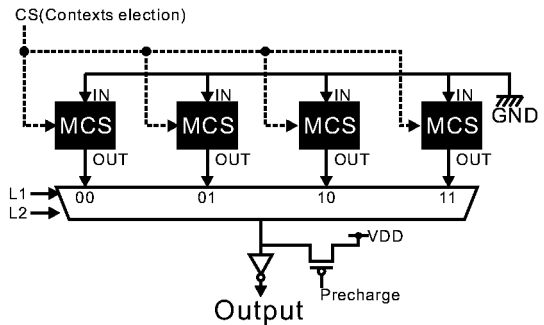 CS(Contexts election)
IN IN IN IN
MCS MCS MCS MCS
GND
OUT OUT OUT OUT
L1 00 01 10 11
L2
VDD
Precharge
Output